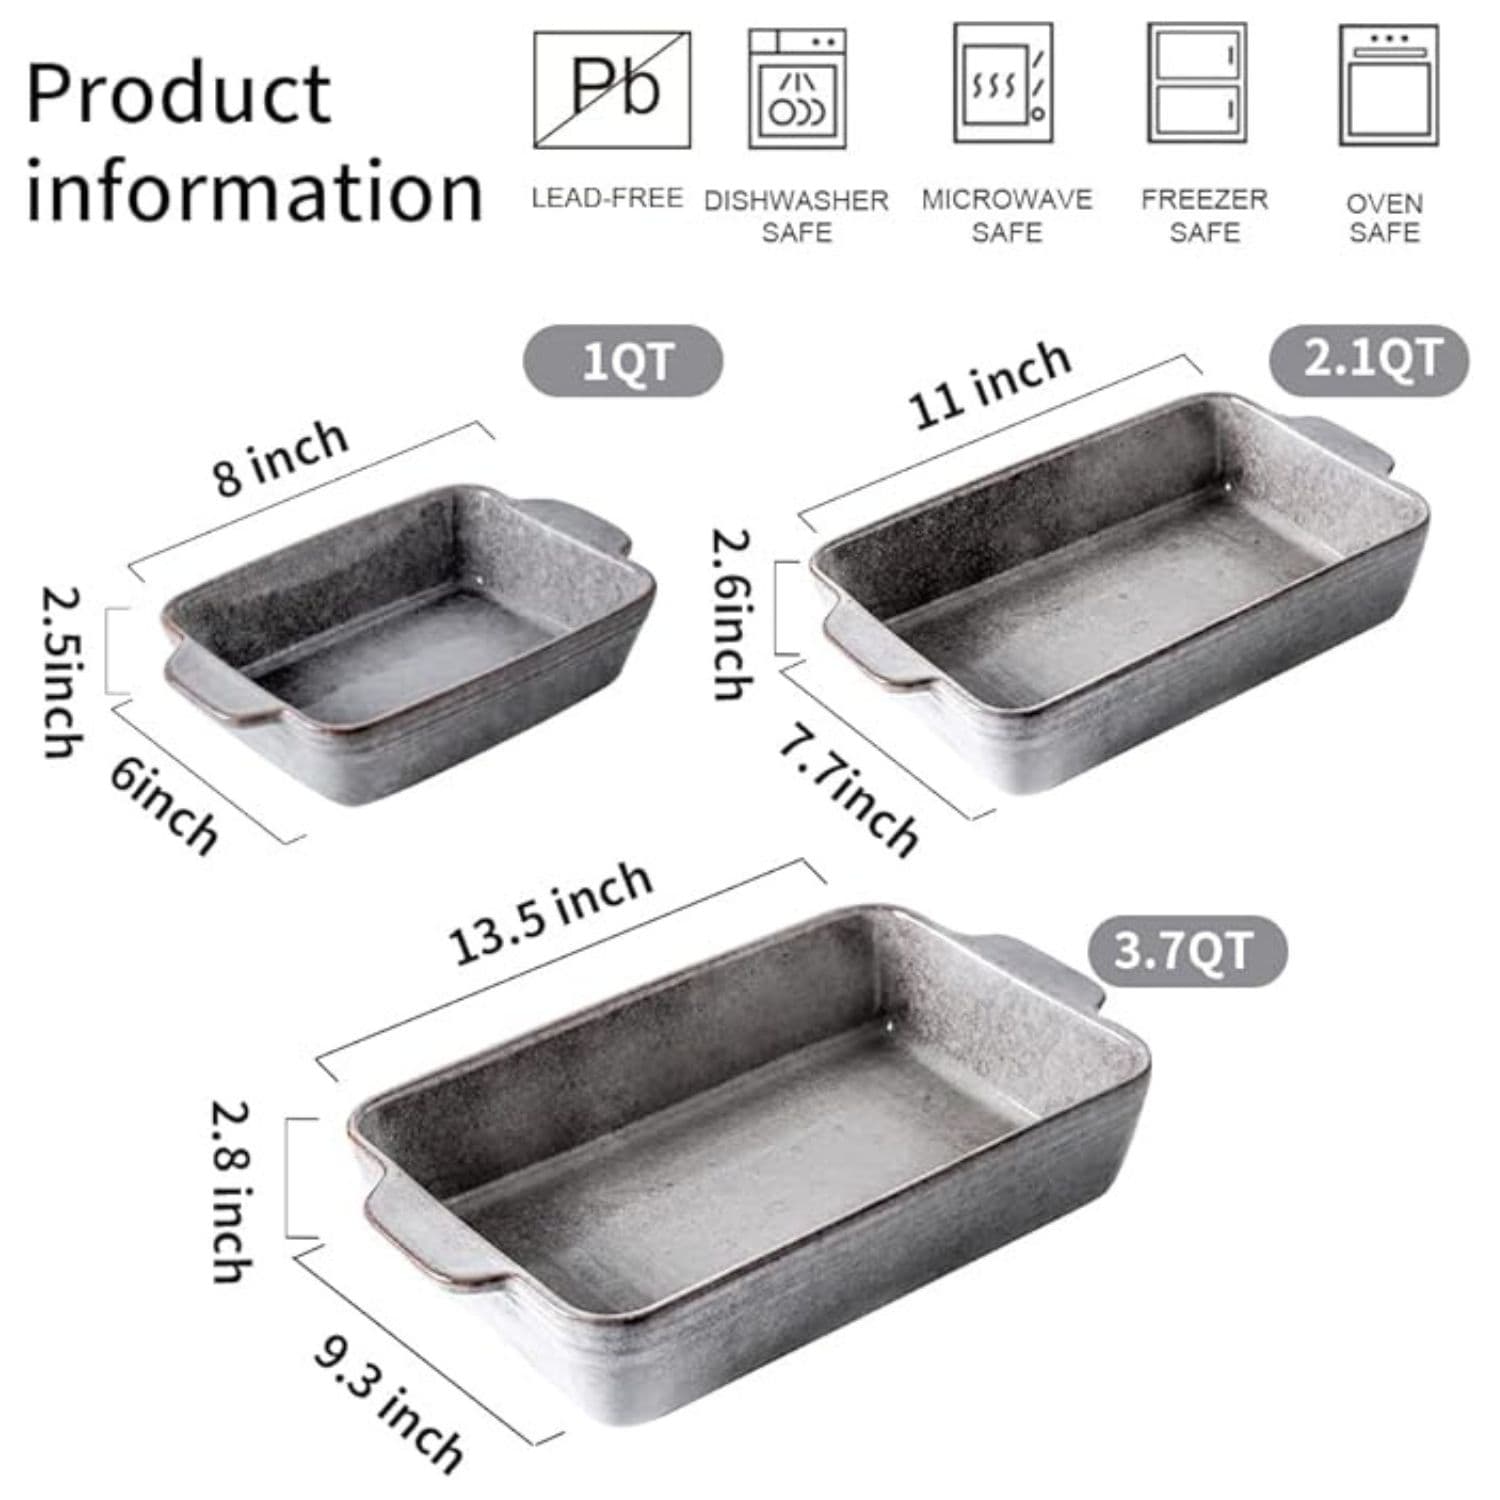 Product
information
Pb
LEAD-FREE
DISHWASHER
SAFE
MICROWAVE
SAFE
FREEZER
SAFE
OVEN
SAFE
1QT
8 inch
2.5inch
6inch
2.1QT
11 inch
2.6inch
7.7inch
3.7QT
13.5 inch
2.8 inch
9.3 inch